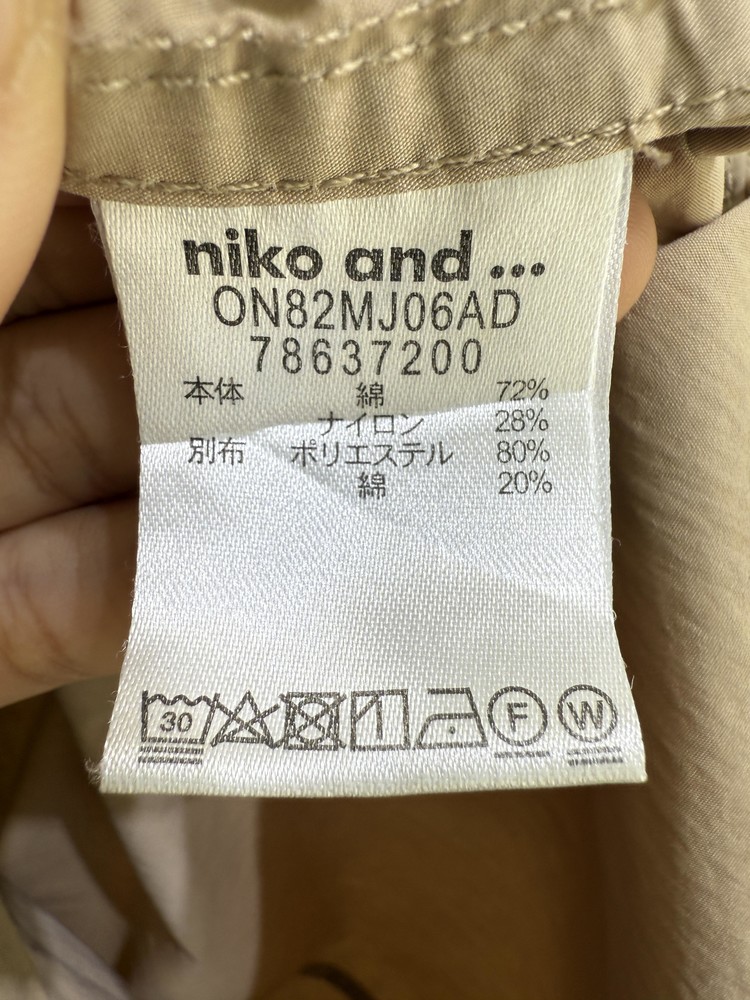 niko and ...
ON82MJ06AD
78637200
本体 綿 72%
ナイロン 28%
別布 ポリエステル 80%
綿 20%
30 F W